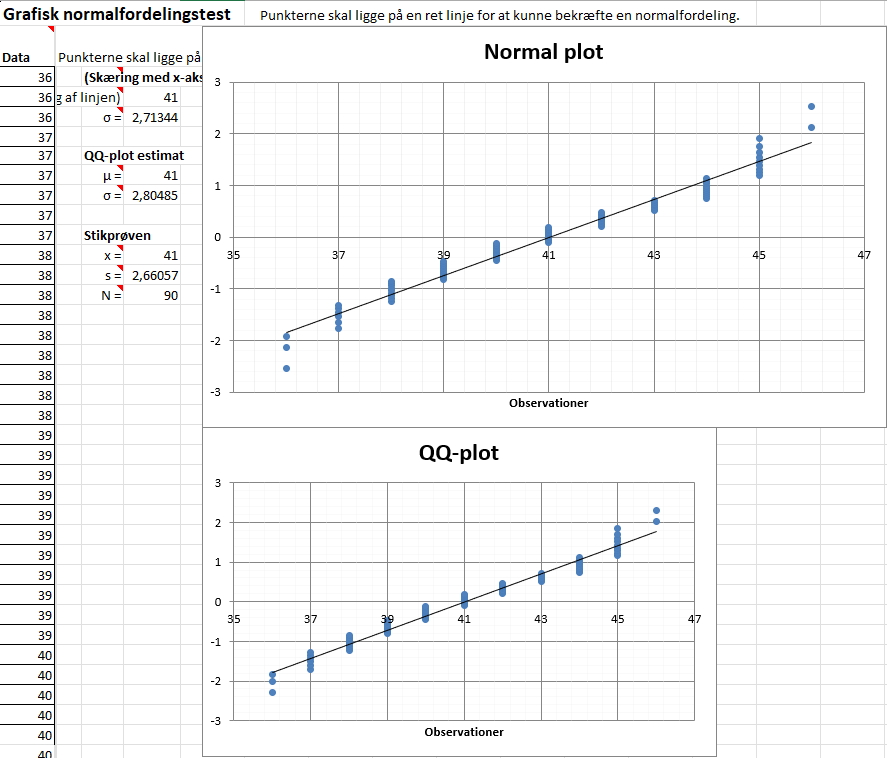 Grafisk normalfordelingstest Punkterne skal ligge på en ret linje for at kunne bekræfte en normalfordeling.
Data Punkterne skal ligge på
36 (Skæring med x-aks
36 g af linjen) 41
36 σ = 2,71344
37
37 QQ-plot estimat
37 μ = 41
37 σ = 2,80485
37
37 Stikprøven
38 x = 41
38 s = 2,66057
38 N = 90
38
38
38
38
38
38
39
39
39
39
39
39
39
39
39
39
39
40
40
40
40
40
40
Normal plot
3
2
1
0
35 37 39 41 43 45 47
-1
-2
-3
Observationer
QQ-plot
3
2
1
0
35 37 39 41 43 45 47
-1
-2
-3
Observationer